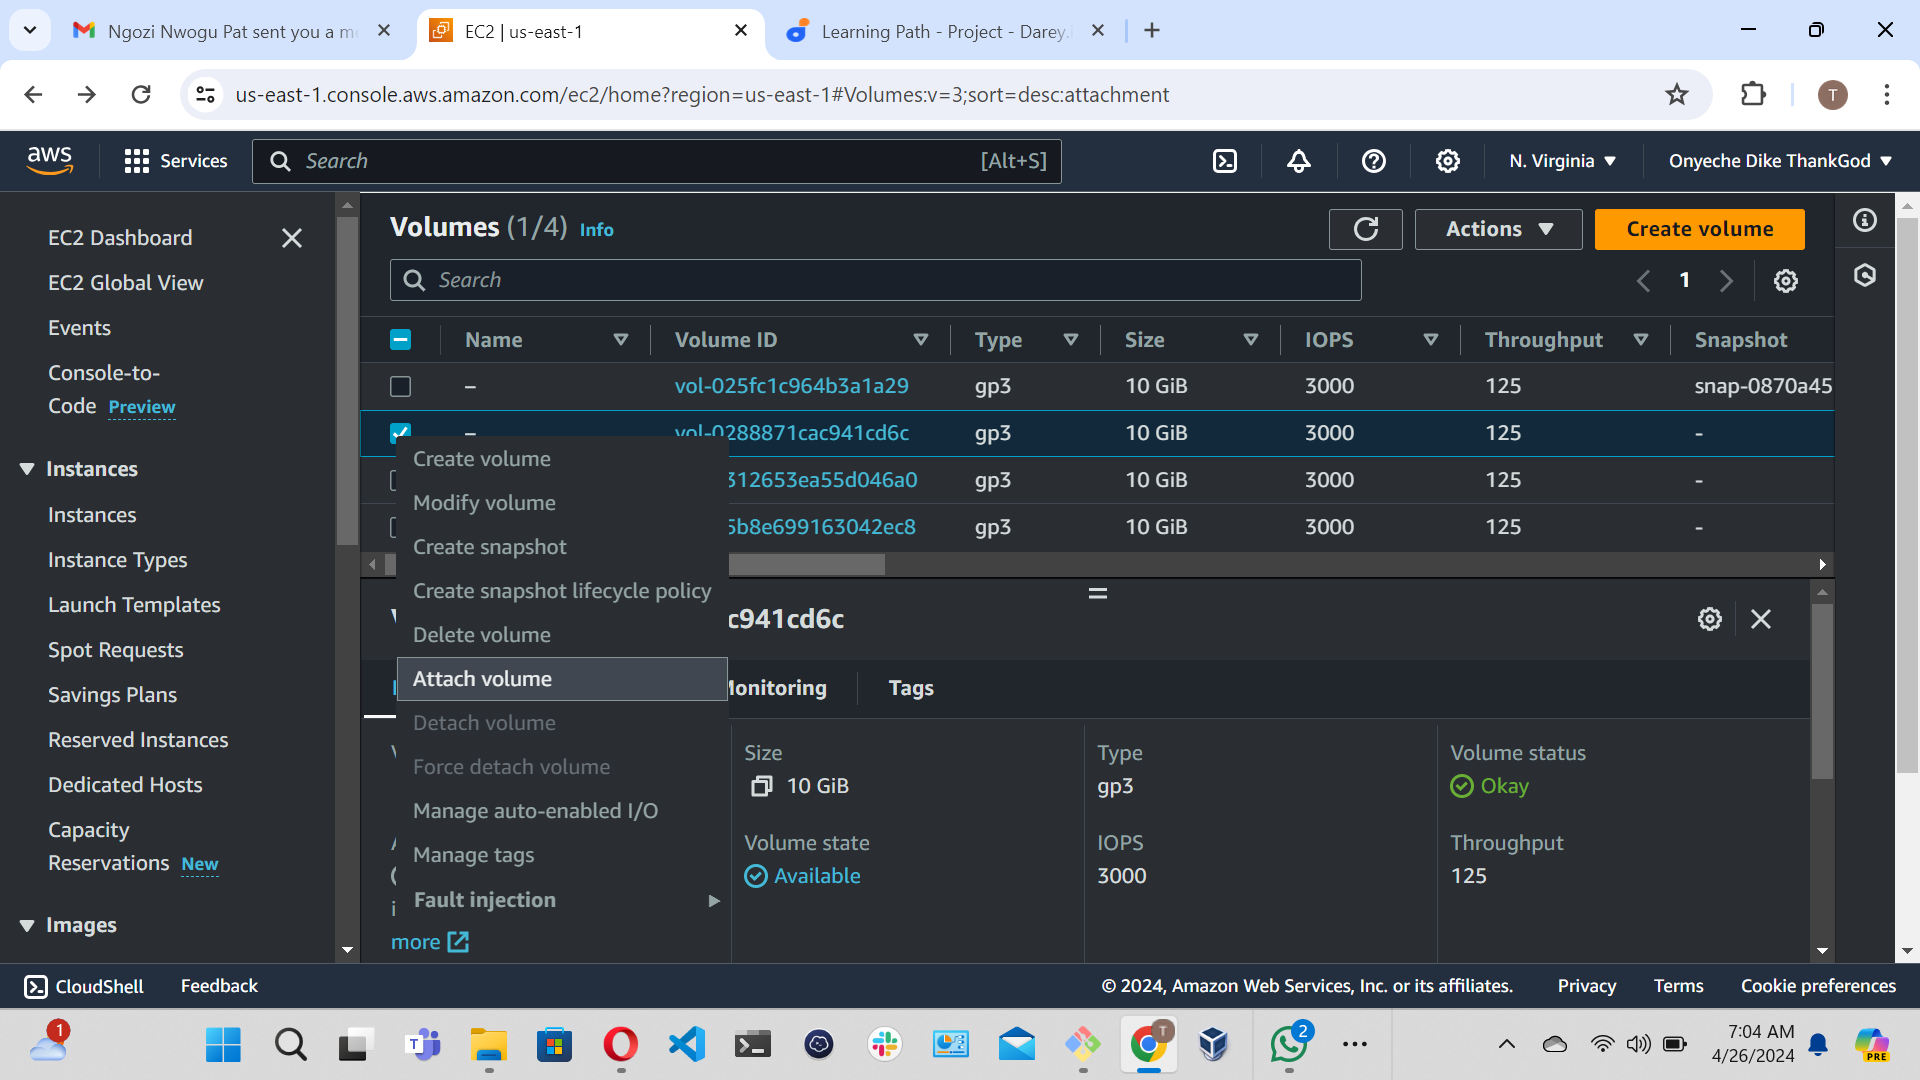 Ngozi Nwogu Pat sent you a me
EC2 | us-east-1
Learning Path - Project - Darey.i
us-east-1.console.aws.amazon.com/ec2/home?region=us-east-1#Volumes:v=3;sort=desc:attachment
T
aws
Services
Search
[Alt+S]
N. Virginia
Onyeche Dike ThankGod
EC2 Dashboard
EC2 Global View
Events
Console-to-
Code Preview
Instances
Instances
Instance Types
Launch Templates
Spot Requests
Savings Plans
Reserved Instances
Dedicated Hosts
Capacity
Reservations New
Images
Volumes (1/4) Info
Actions
Create volume
Search
1
Name Volume ID Type Size IOPS Throughput Snapshot
– vol-025fc1c964b3a1a29 gp3 10 GiB 3000 125 snap-0870a45
– vol-0288871cac941cd6c gp3 10 GiB 3000 125 -
312653ea55d046a0 gp3 10 GiB 3000 125 -
5b8e699163042ec8 gp3 10 GiB 3000 125 -
Create volume
Modify volume
Create snapshot
Create snapshot lifecycle policy
Delete volume
Attach volume
Detach volume
Force detach volume
Manage auto-enabled I/O
Manage tags
Fault injection
more
c941cd6c
Monitoring
Tags
Size
10 GiB
Type
gp3
Volume status
Okay
Volume state
Available
IOPS
3000
Throughput
125
CloudShell
Feedback
© 2024, Amazon Web Services, Inc. or its affiliates.
Privacy
Terms
Cookie preferences
1
T
T
2
7:04 AM
4/26/2024
PRE